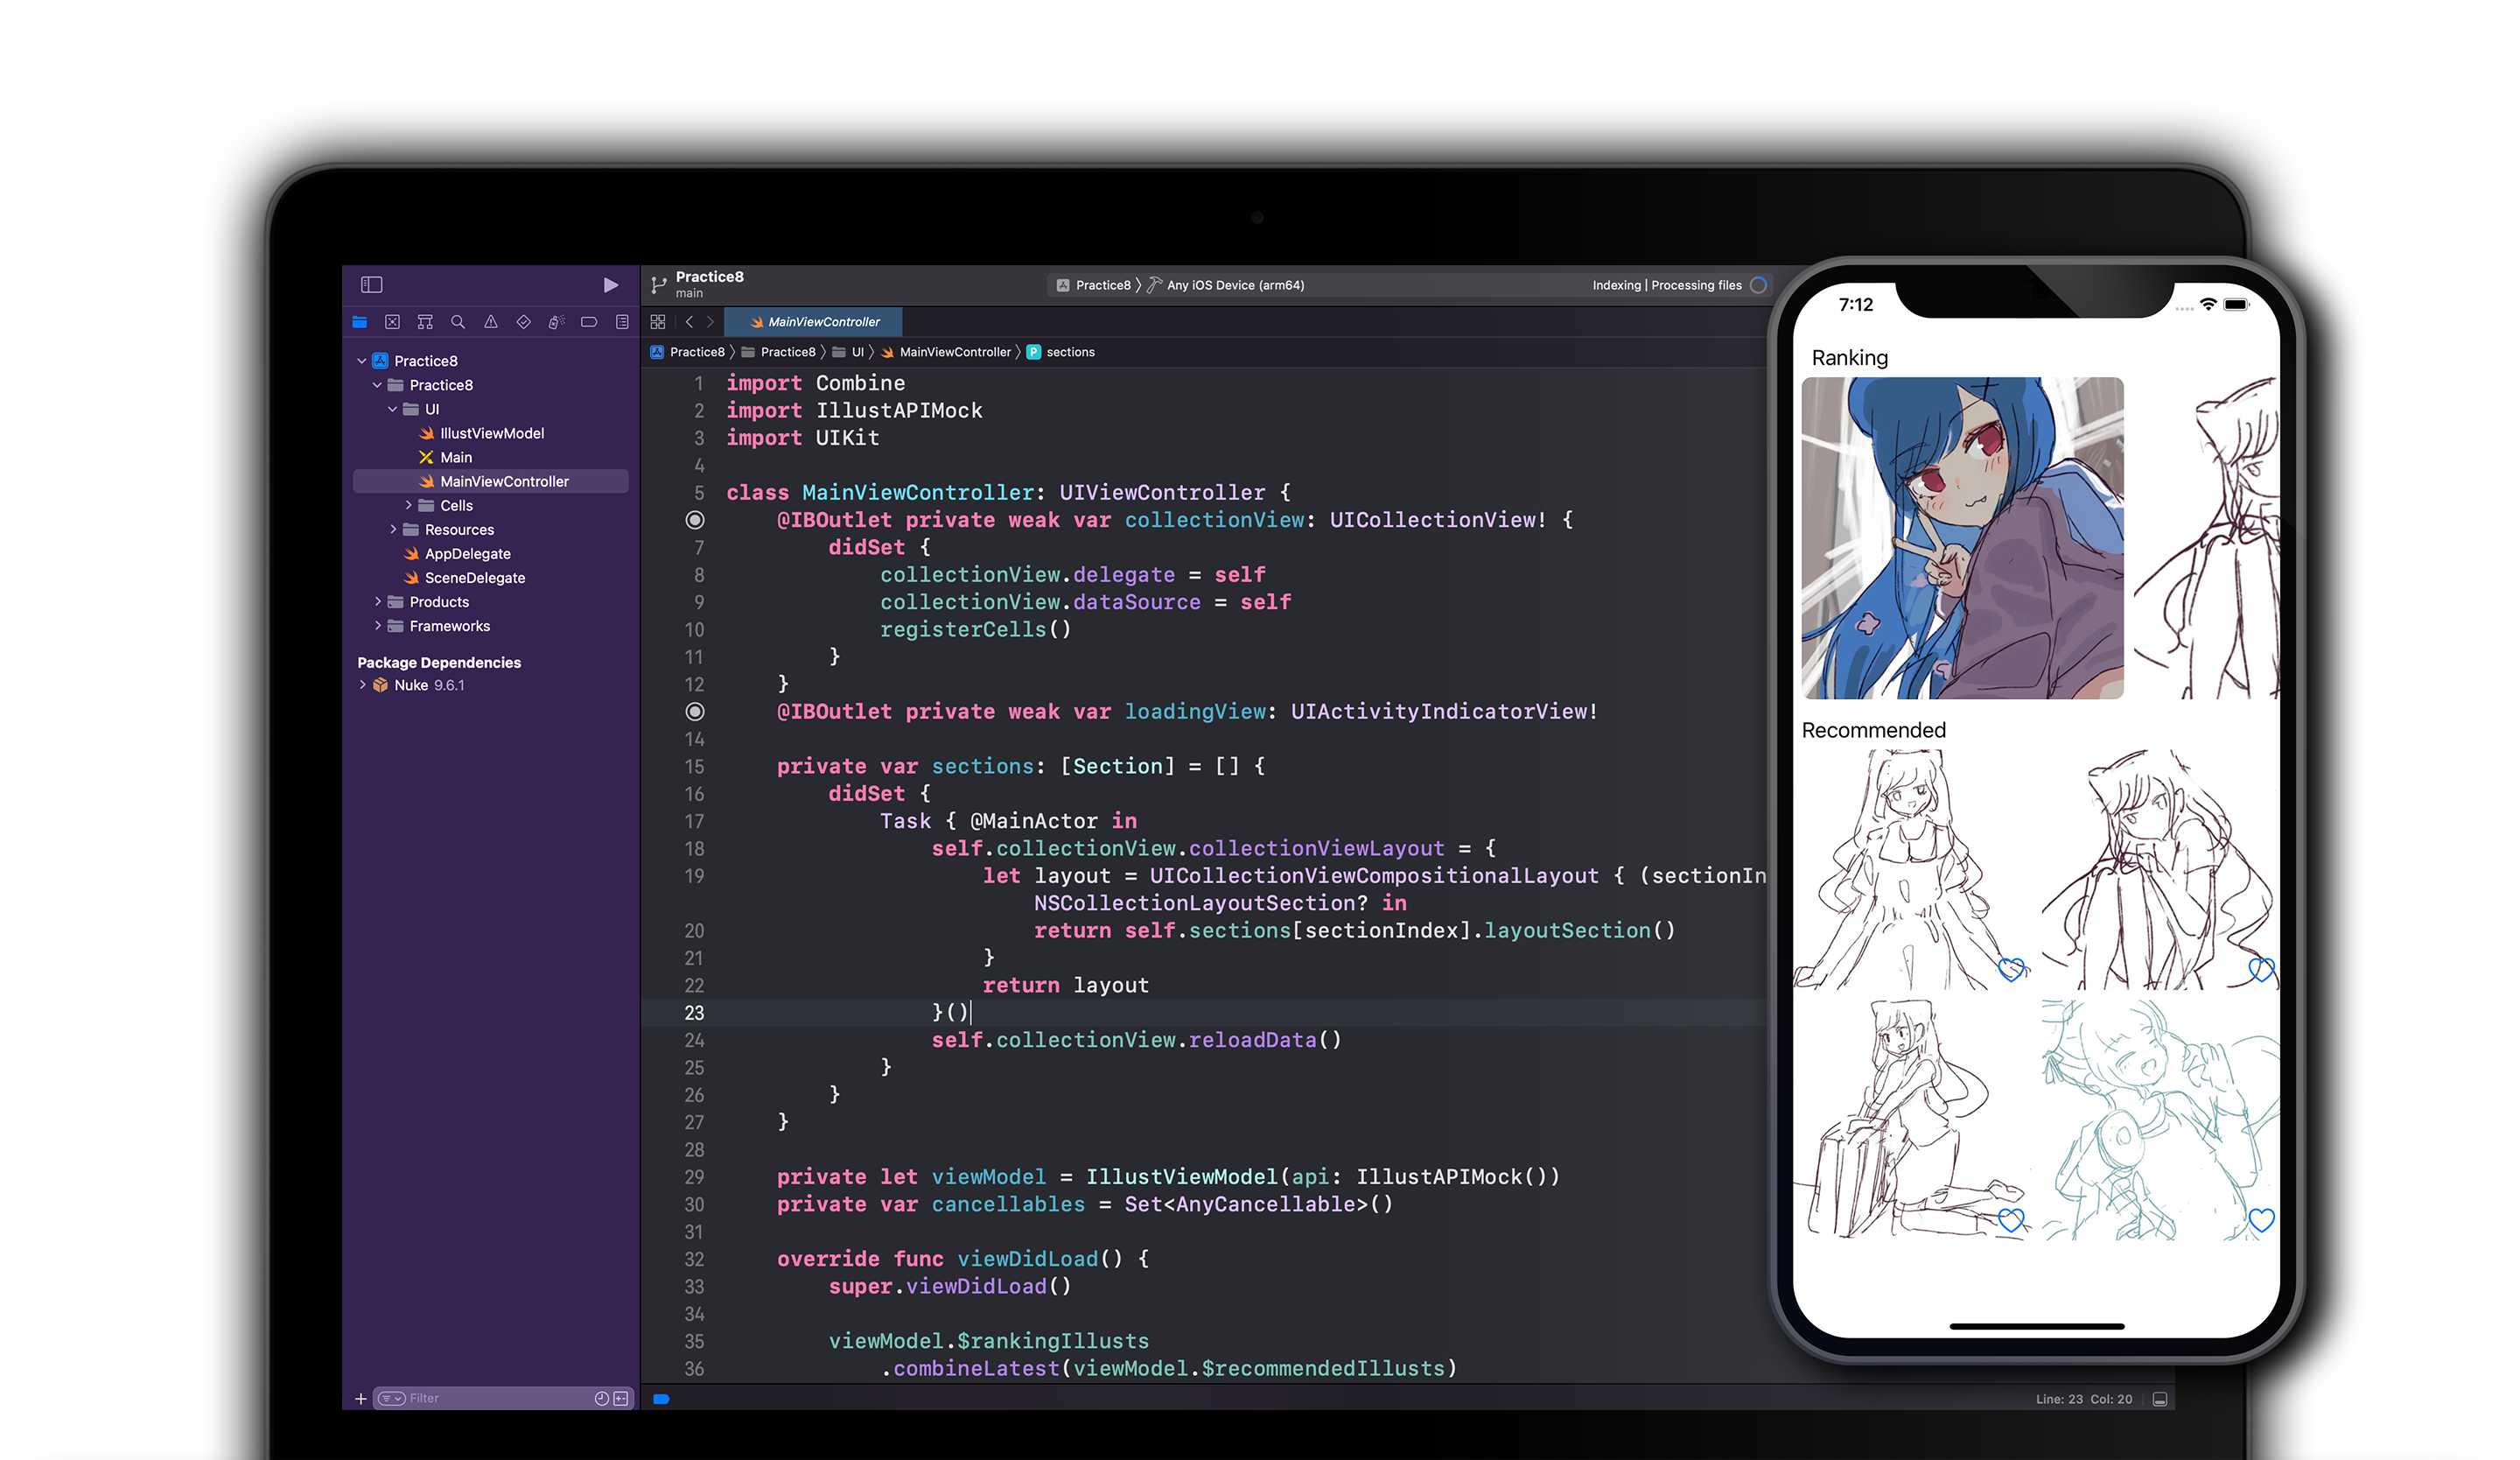 Practice8
main
Practice8 〉 Any iOS Device (arm64)
Indexing | Processing files
MainViewController
Practice8 〉 Practice8 〉 UI 〉 MainViewController 〉 P sections
Practice8
Practice8
UI
IllustViewModel
Main
MainViewController
Cells
Resources
AppDelegate
SceneDelegate
Products
Frameworks
Package Dependencies
Nuke 9.6.1
Filter
1 import Combine
2 import IllustAPIMock
3 import UIKit
4
5 class MainViewController: UIViewController {
@IBOutlet private weak var collectionView: UICollectionView! {
7 didSet {
8 collectionView.delegate = self
9 collectionView.dataSource = self
10 registerCells()
11 }
12 }
@IBOutlet private weak var loadingView: UIActivityIndicatorView!
14
15 private var sections: [Section] = [] {
16 didSet {
17 Task { @MainActor in
18 self.collectionView.collectionViewLayout = {
19 let layout = UICollectionViewCompositionalLayout { (sectionIn
NSCollectionLayoutSection? in
20 return self.sections[sectionIndex].layoutSection()
21 }
22 return layout
23 }()
24 self.collectionView.reloadData()
25 }
26 }
27 }
28
29 private let viewModel = IllustViewModel(api: IllustAPIMock())
30 private var cancellables = Set<AnyCancellable>()
31
32 override func viewDidLoad() {
33 super.viewDidLoad()
34
35 viewModel.$rankingIllusts
36 .combineLatest(viewModel.$recommendedIllusts)
Line: 23 Col: 20
7:12
Ranking
Recommended